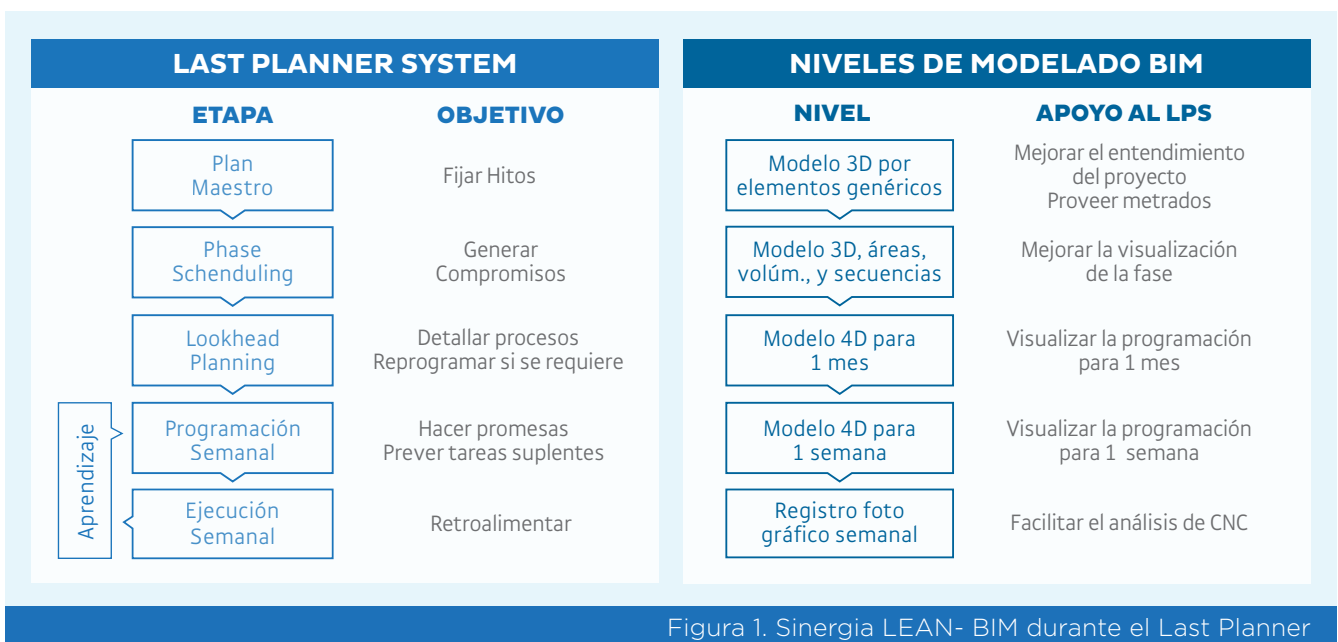 LAST PLANNER SYSTEM
ETAPA
OBJETIVO
Plan
Maestro
Fijar Hitos
Phase
Schenduling
Generar
Compromisos
Lookhead
Planning
Detallar procesos
Reprogramar si se requiere
Aprendizaje
Programación
Semanal
Hacer promesas
Prever tareas suplentes
Ejecución
Semanal
Retroalimentar
NIVELES DE MODELADO BIM
NIVEL
APOYO AL LPS
Modelo 3D por
elementos genéricos
Mejorar el entendimiento
del proyecto
Proveer metrados
Modelo 3D, áreas,
volúm., y secuencias
Mejorar la visualización
de la fase
Modelo 4D para
1 mes
Visualizar la programación
para 1 mes
Modelo 4D para
1 semana
Visualizar la programación
para 1 semana
Registro foto
gráfico semanal
Facilitar el análisis de CNC
Figura 1. Sinergia LEAN- BIM durante el Last Planner